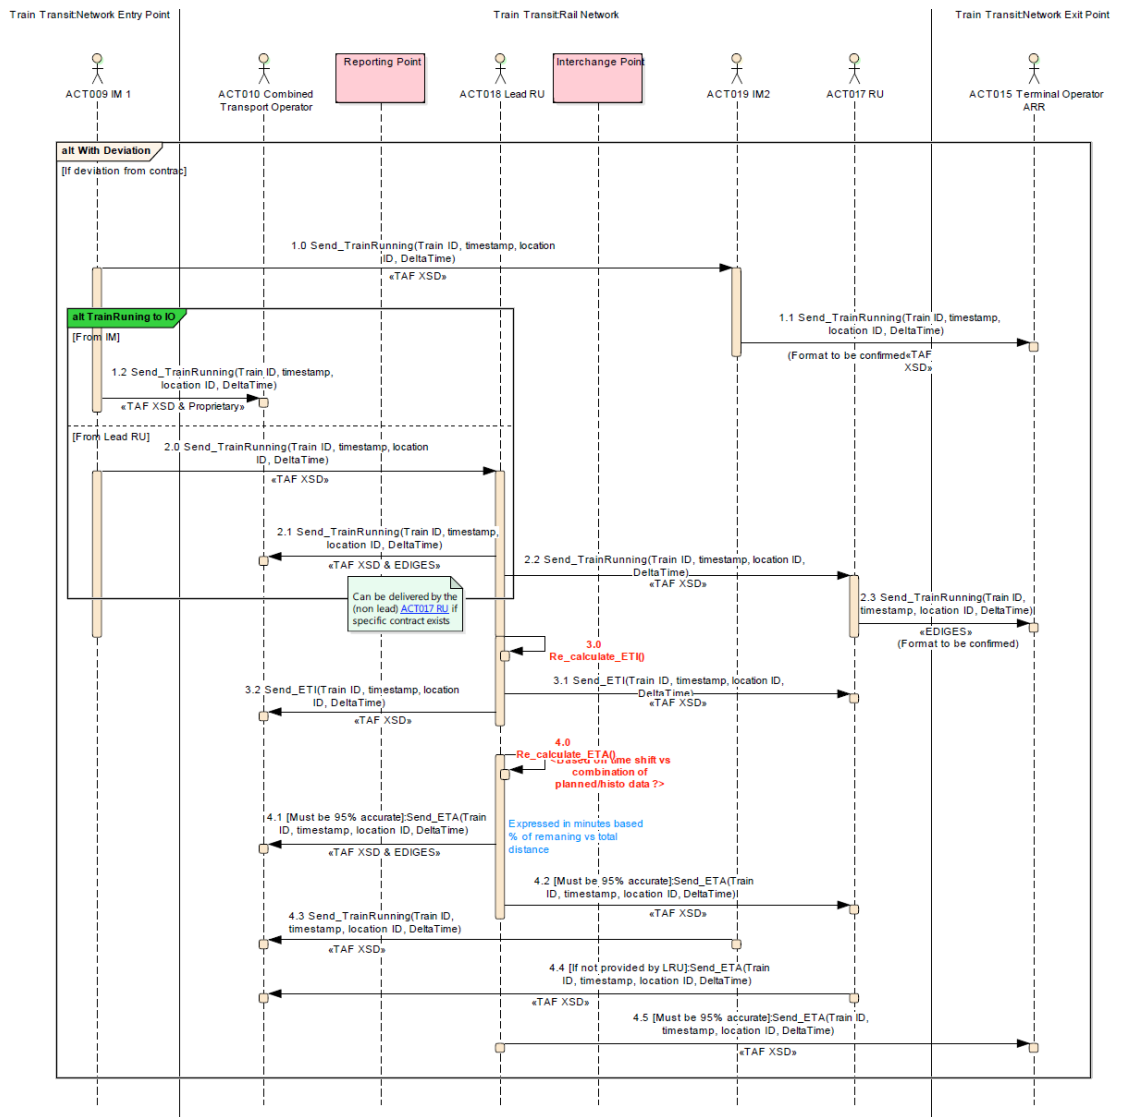 Train Transit:Network Entry Point
Train Transit:Rail Network
Train Transit:Network Exit Point
ACT009 IM 1
ACT010 Combined
Transport Operator
Reporting Point
ACT018 Lead RU
Interchange Point
ACT019 IM2
ACT017 RU
ACT015 Terminal Operator
ARR
alt With Deviation
[If deviation from contrac]
1.0 Send_TrainRunning(Train ID, timestamp, location
ID, DeltaTime)
«TAF XSD»
alt TrainRuning to IO
[From IM]
1.1 Send_TrainRunning(Train ID, timestamp,
location ID, DeltaTime)
(Format to be confirmed«TAF
XSD»
1.2 Send_TrainRunning(Train ID, timestamp,
location ID, DeltaTime)
«TAF XSD & Proprietary»
[From Lead RU]
2.0 Send_TrainRunning(Train ID, timestamp, location
ID, DeltaTime)
«TAF XSD»
2.1 Send_TrainRunning(Train ID, timestamp,
location ID, DeltaTime)
«TAF XSD & EDIGES»
2.2 Send_TrainRunning(Train ID, timestamp, location ID,
DeltaTime)
«TAF XSD»
Can be delivered by the
(non lead) ACT017 RU if
specific contract exists
2.3 Send_TrainRunning(Train ID,
timestamp, location ID, DeltaTime)
«EDIGES»
(Format to be confirmed)
3.0
Re_calculate_ETI()
3.1 Send_ETI(Train ID, timestamp, location ID,
DeltaTime)
«TAF XSD»
3.2 Send_ETI(Train ID, timestamp, location
ID, DeltaTime)
«TAF XSD»
4.0
Re_calculate_ETA()
<Based on time shift vs
combination of
planned/histo data ?>
4.1 [Must be 95% accurate]:Send_ETA(Train
ID, timestamp, location ID, DeltaTime)
«TAF XSD & EDIGES»
Expressed in minutes based
% of remaning vs total
distance
4.2 [Must be 95% accurate]:Send_ETA(Train
ID, timestamp, location ID, DeltaTime)
«TAF XSD»
4.3 Send_TrainRunning(Train ID,
timestamp, location ID, DeltaTime)
«TAF XSD»
4.4 [If not provided by LRU]:Send_ETA(Train
ID, timestamp, location ID, DeltaTime)
«TAF XSD»
4.5 [Must be 95% accurate]:Send_ETA(Train ID,
timestamp, location ID, DeltaTime)
«TAF XSD»